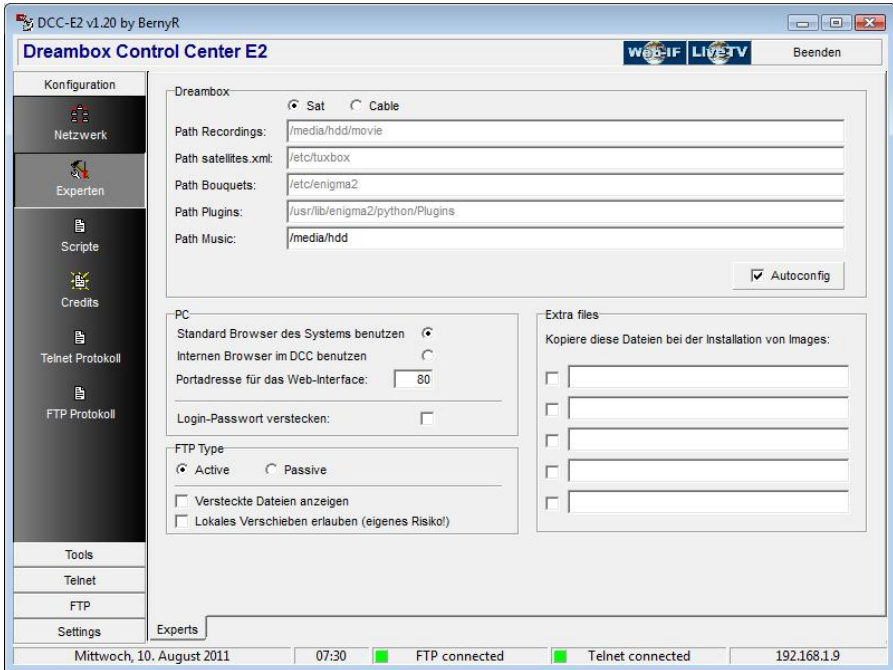 DCC-E2 v1.20 by BernyR
Dreambox Control Center E2
Web-IF LiveTV Beenden
Konfiguration
Netzwerk
Experten
Scripte
Credits
Telnet Protokoll
FTP Protokoll
Tools
Telnet
FTP
Settings
Dreambox
Sat Cable
Path Recordings: /media/hdd/movie
Path satellites.xml: /etc/tuxbox
Path Bouquets: /etc/enigma2
Path Plugins: /usr/lib/enigma2/python/Plugins
Path Music: /media/hdd
Autoconfig
PC
Standard Browser des Systems benutzen
Internen Browser im DCC benutzen
Portadresse für das Web-Interface: 80
Login-Passwort verstecken:
FTP Type
Active Passive
Versteckte Dateien anzeigen
Lokales Verschieben erlauben (eigenes Risiko!)
Extra files
Kopiere diese Dateien bei der Installation von Images:
Experts
Mittwoch, 10. August 2011 07:30 FTP connected Telnet connected 192.168.1.9